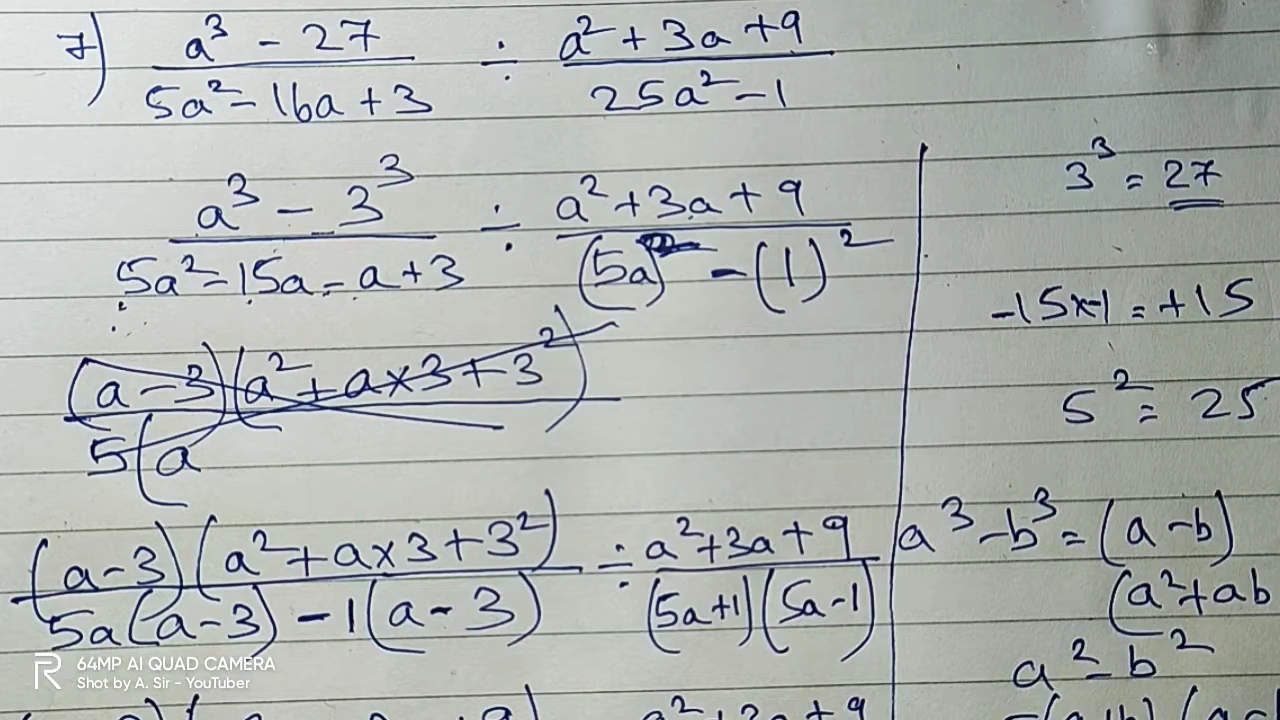 7) a³ - 27 / 5a² - 16a + 3 ÷ a² + 3a + 9 / 25a² - 1
a³ - 3³ / 5a² - 15a - a + 3 ÷ a² + 3a + 9 / (5a)² - (1)²
(a - 3)(a² + a × 3 + 3²) / 5(a
(a - 3)(a² + a × 3 + 3²) / 5a(a - 3) - 1(a - 3) ÷ a² + 3a + 9 / (5a + 1)(5a - 1)
a² + 3a + 9
3³ = 27
-15 × -1 = +15
5² = 25
a³ - b³ = (a - b)
(a² + ab
a² - b²
64MP AI QUAD CAMERA
Shot by A. Sir - YouTuber